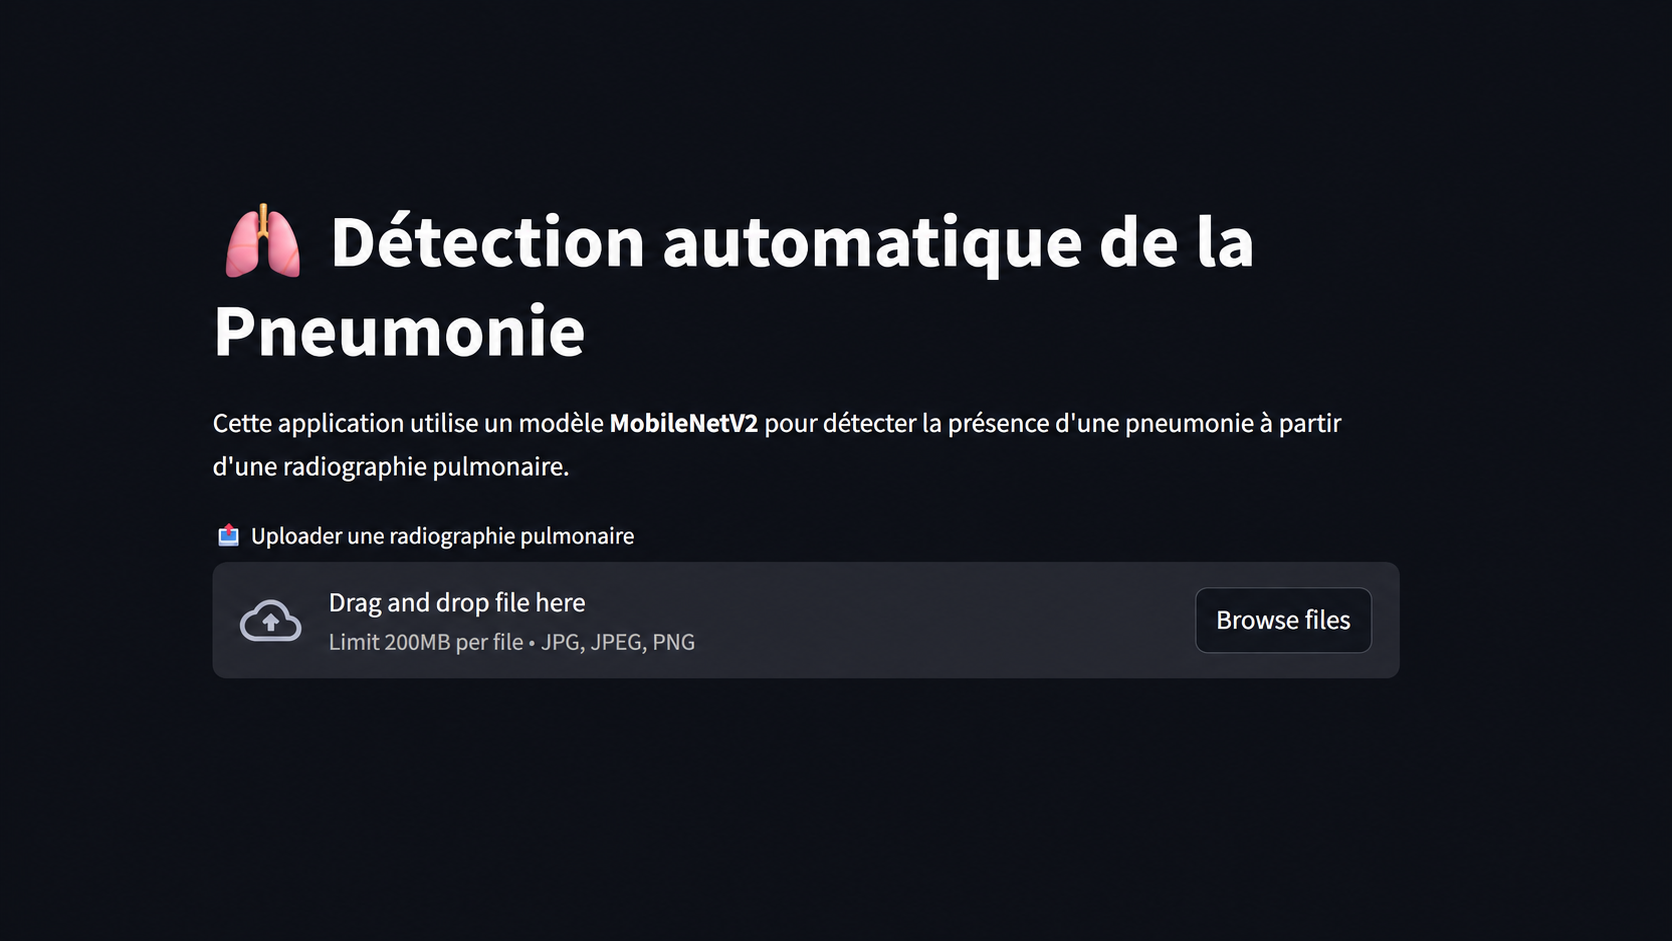 🫁 Détection automatique de la
Pneumonie
Cette application utilise un modèle MobileNetV2 pour détecter la présence d'une pneumonie à partir
d'une radiographie pulmonaire.
📤 Uploader une radiographie pulmonaire
Drag and drop file here
Limit 200MB per file • JPG, JPEG, PNG
Browse files